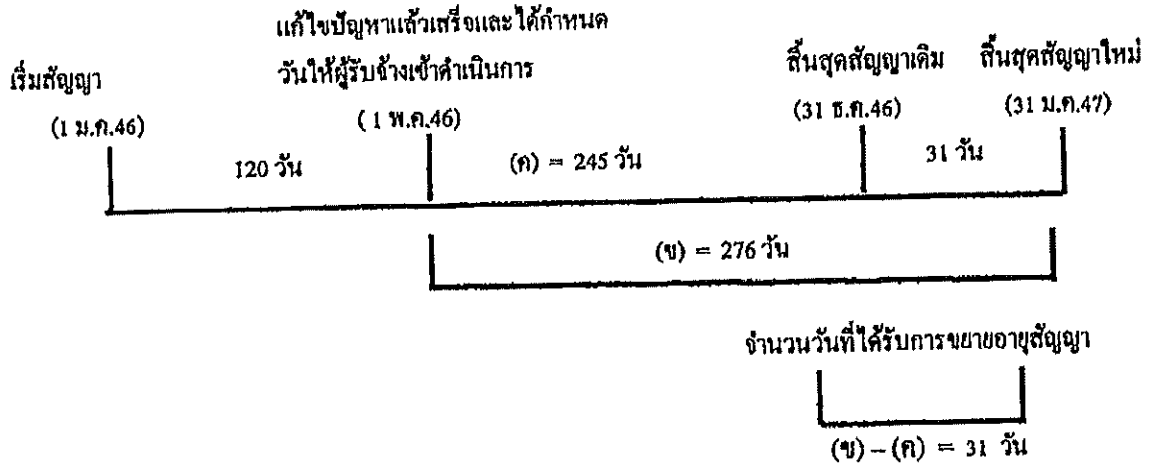 แก้ไขปัญหาแล้วเสร็จและได้กำหนด
วันให้ผู้รับจ้างเข้าดำเนินการ
เริ่มสัญญา
สิ้นสุดสัญญาเดิม
สิ้นสุดสัญญาใหม่
(1 ม.ค.46)
(1 พ.ค.46)
(31 ธ.ค.46)
(31 ม.ค.47)
120 วัน
(ค) = 245 วัน
31 วัน
(ข) = 276 วัน
จำนวนวันที่ได้รับการขยายอายุสัญญา
(ข) – (ค) = 31 วัน